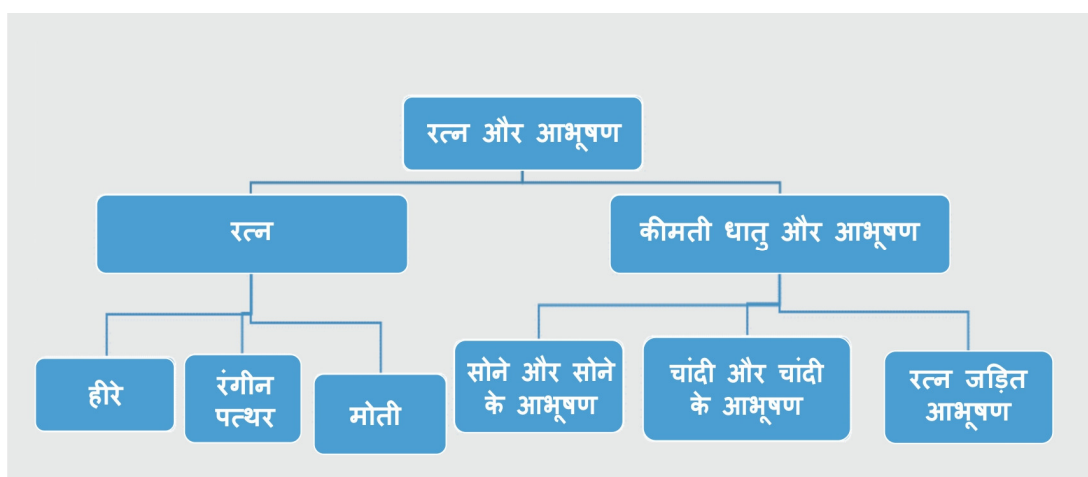 रत्न और आभूषण
रत्न
कीमती धातु और आभूषण
हीरे
रंगीन
पत्थर
मोती
सोने और सोने
के आभूषण
चांदी और चांदी
के आभूषण
रत्न जड़ित
आभूषण